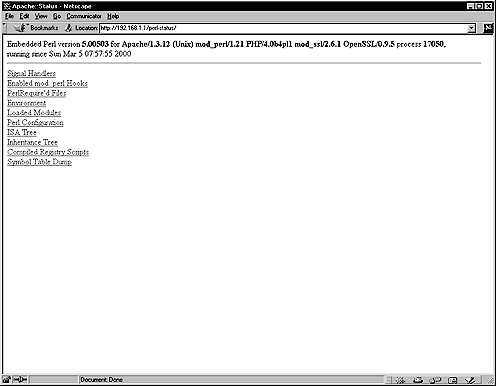 Apache::Status - Netscape
File Edit View Go Communicator Help
Bookmarks Location: http://192.168.1.1/perl-status/
Embedded Perl version 5.00503 for Apache/1.3.12 (Unix) mod_perl/1.21 PHP/4.0b4pl1 mod_ssl/2.6.1 OpenSSL/0.9.5 process 17050,
running since Sun Mar 5 07:57:55 2000
Signal Handlers
Enabled mod_perl Hooks
PerlRequire'd Files
Environment
Loaded Modules
Perl Configuration
ISA Tree
Inheritance Tree
Compiled Registry Scripts
Symbol Table Dump
Document: Done